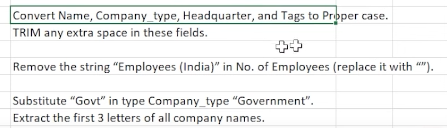 Convert Name, Company_type, Headquarter, and Tags to Proper case.
TRIM any extra space in these fields.
Remove the string “Employees (India)” in No. of Employees (replace it with “”).
Substitute “Govt” in type Company_type “Government”.
Extract the first 3 letters of all company names.